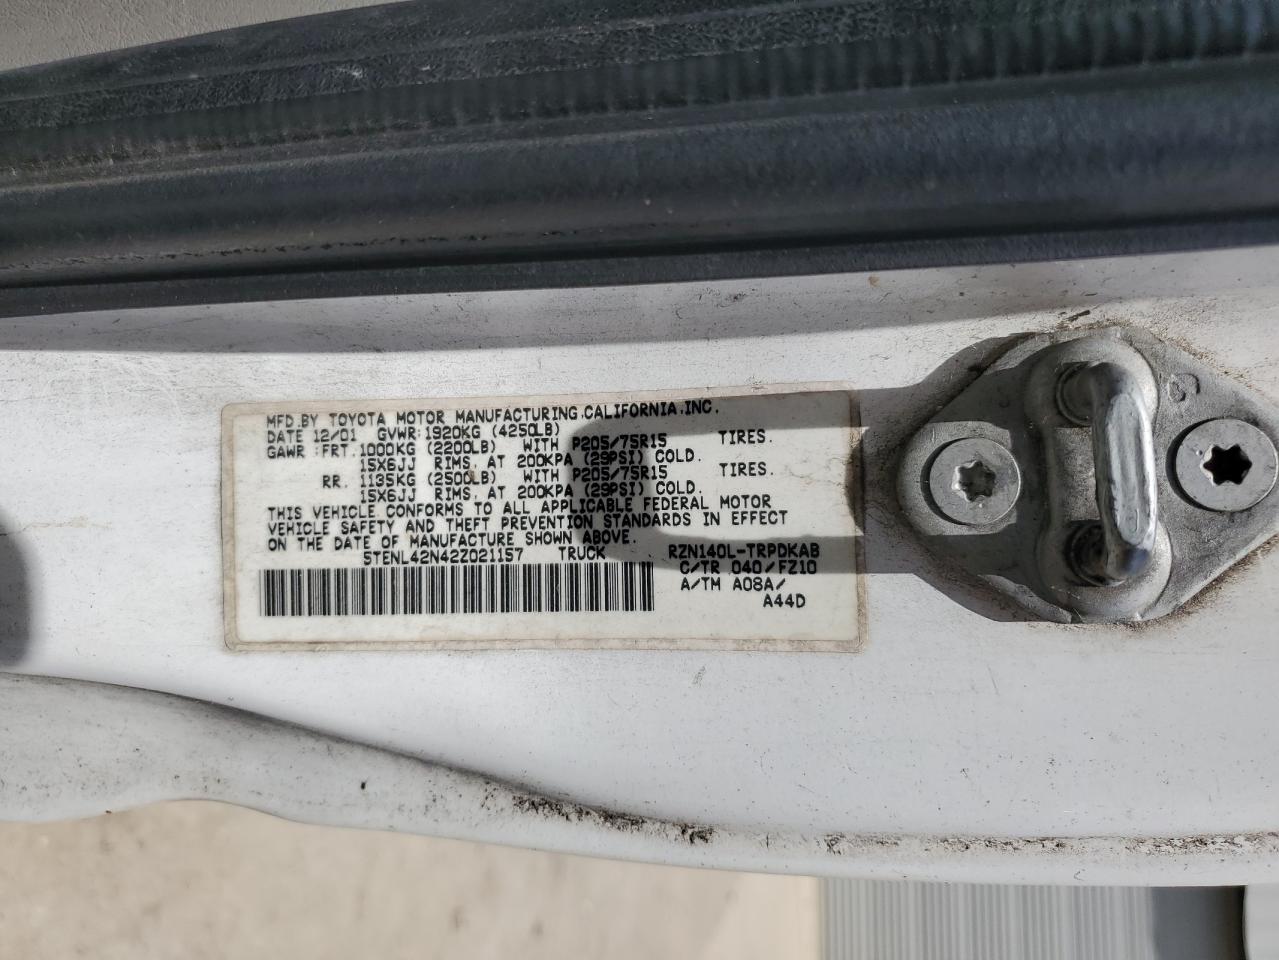 MFD.BY TOYOTA MOTOR MANUFACTURING.CALIFORNIA.INC.
DATE 12/01 GVWR:1920KG (4250LB)
GAWR:FRT.1000KG (2200LB) WITH P205/75R15 TIRES.
15X6JJ RIMS.AT 200KPA (29PSI) COLD.
RR. 1135KG (2500LB) WITH P205/75R15 TIRES.
15X6JJ RIMS.AT 200KPA (29PSI) COLD.
THIS VEHICLE CONFORMS TO ALL APPLICABLE FEDERAL MOTOR
VEHICLE SAFETY AND THEFT PREVENTION STANDARDS IN EFFECT
ON THE DATE OF MANUFACTURE SHOWN ABOVE.
5TENL42N42Z021157 TRUCK RZN140L-TRPDKAB
C/TR 040/FZ10
A/TM A08A/
A44D